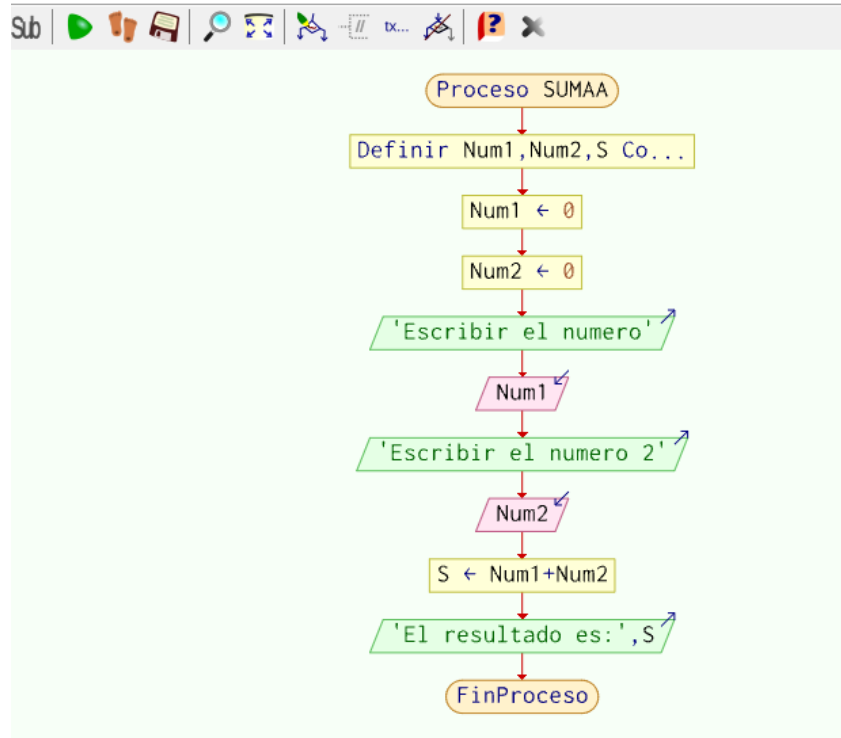 Sub tx...
Proceso SUMAA
Definir Num1,Num2,S Co...
Num1 ← 0
Num2 ← 0
'Escribir el numero'
Num1
'Escribir el numero 2'
Num2
S ← Num1+Num2
'El resultado es:',S
FinProceso